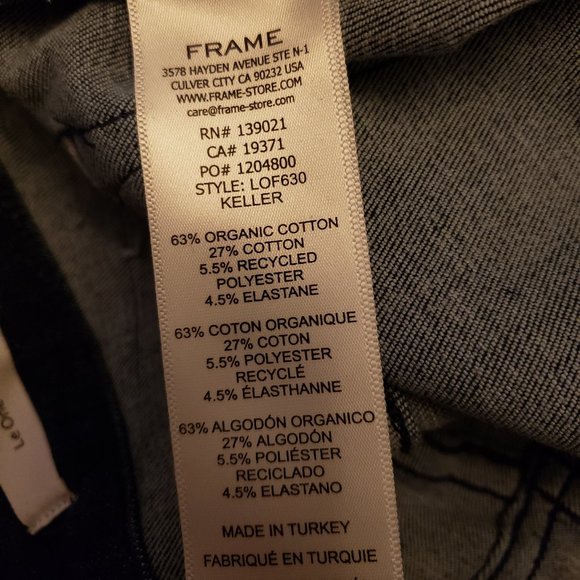 FRAME
3578 HAYDEN AVENUE STE N-1
CULVER CITY CA 90232 USA
WWW.FRAME-STORE.COM
care@frame-store.com
RN# 139021
CA# 19371
PO# 1204800
STYLE: LOF630
KELLER
63% ORGANIC COTTON
27% COTTON
5.5% RECYCLED
POLYESTER
4.5% ELASTANE
63% COTON ORGANIQUE
27% COTON
5.5% POLYESTER
RECYCLÉ
4.5% ÉLASTHANNE
63% ALGODÓN ORGANICO
27% ALGODÓN
5.5% POLIÉSTER
RECICLADO
4.5% ELASTANO
MADE IN TURKEY
FABRIQUÉ EN TURQUIE
Le One